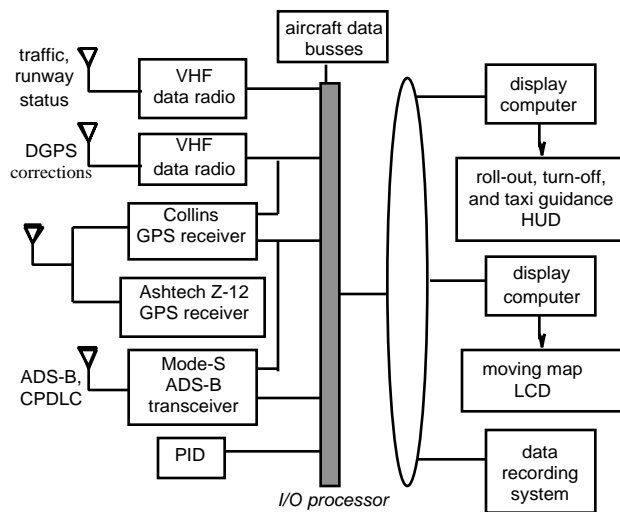 aircraft data
busses
traffic,
runway
status
VHF
data radio
display
computer
DGPS
corrections
VHF
data radio
roll-out, turn-off,
and taxi guidance
HUD
Collins
GPS receiver
display
computer
Ashtech Z-12
GPS receiver
ADS-B,
CPDLC
Mode-S
ADS-B
transceiver
moving map
LCD
PID
data
recording
system
I/O processor